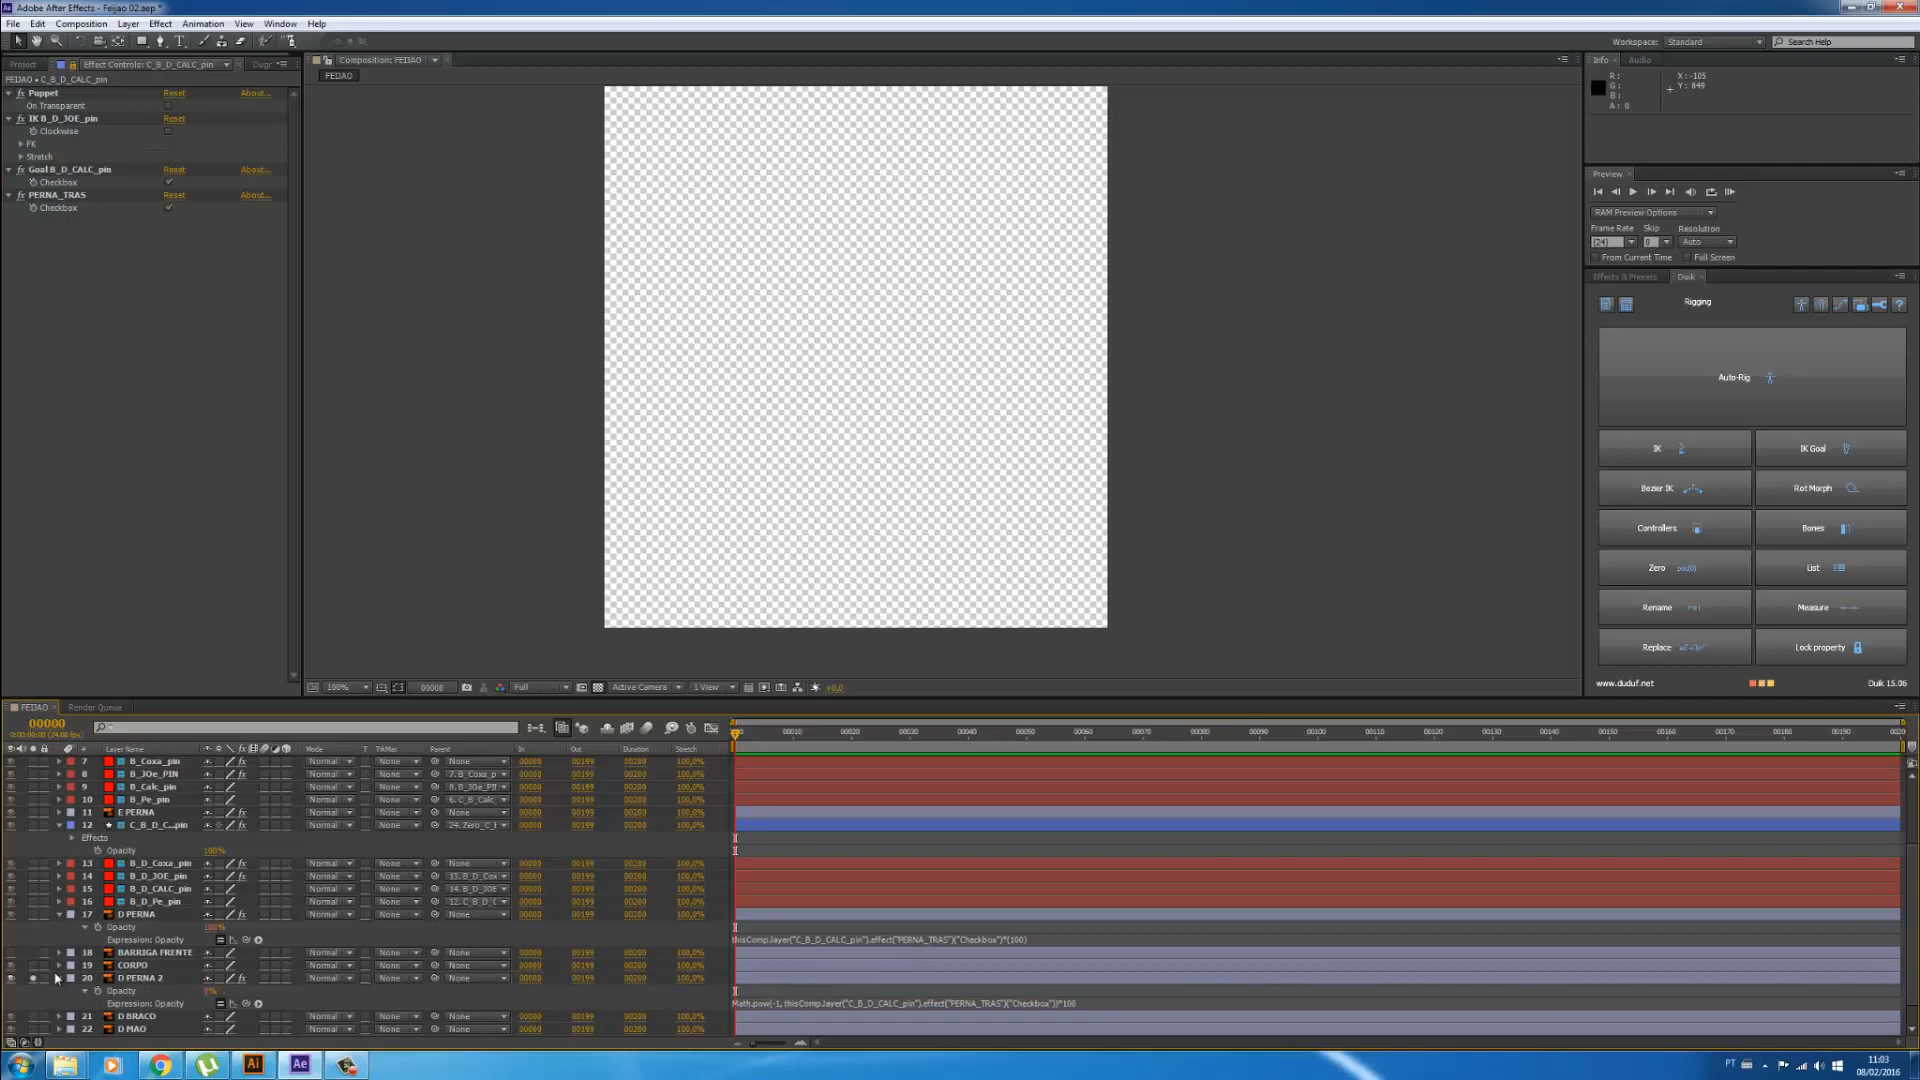 Adobe After Effects - Feijao 02.aep *
File Edit Composition Layer Effect Animation View Window Help
Workspace: Standard Search Help
Project Effect Controls: C_B_D_CALC_pin Dugr
FEIJAO • C_B_D_CALC_pin
Puppet Reset About...
On Transparent
IK B_D_JOE_pin Reset
Clockwise
FK
Stretch
Goal B_D_CALC_pin Reset About...
Checkbox
PERNA_TRAS Reset About...
Checkbox
Composition: FEIJAO
FEIJAO
100% 00000 Full Active Camera 1 View +0,0
Info Audio
R: X: -105
G: Y: 849
B:
A: 0
Preview
RAM Preview Options
Frame Rate Skip Resolution
(24) 0 Auto
From Current Time Full Screen
Effects & Presets Duik
Rigging
Auto-Rig
IK IK Goal
Bezier IK Rot Morph
Controllers Bones
Zero pos(0) List
Rename Measure
Replace Lock property
www.duduf.net Duik 15.06
FEIJAO Render Queue
00000
0:00:00:00 (24.00 fps)
00010 00020 00030 00040 00050 00060 00070 00080 00090 00100 00110 00120 00130 00140 00150 00160 00170 00180 00190 0020
# Layer Name Mode T TrkMat Parent In Out Duration Stretch
7 B_Coxa_pin Normal None None 00000 00199 00200 100,0%
8 B_JOe_PIN Normal None 7. B_Coxa_p 00000 00199 00200 100,0%
9 B_Calc_pin Normal None 8. B_JOe_PI 00000 00199 00200 100,0%
10 B_Pe_pin Normal None 6. C_B_Calc_ 00000 00199 00200 100,0%
11 E PERNA Normal None None 00000 00199 00200 100,0%
12 C_B_D_C...pin Normal None 24. Zero_C_B 00000 00199 00200 100,0%
Effects
Opacity 100%
13 B_D_Coxa_pin Normal None None 00000 00199 00200 100,0%
14 B_D_JOE_pin Normal None 13. B_D_Cox 00000 00199 00200 100,0%
15 B_D_CALC_pin Normal None 14. B_D_JOE 00000 00199 00200 100,0%
16 B_D_Pe_pin Normal None 12. C_B_D_C 00000 00199 00200 100,0%
17 D PERNA Normal None None 00000 00199 00200 100,0%
Opacity 100%
Expression: Opacity thisComp.layer("C_B_D_CALC_pin").effect("PERNA_TRAS")("Checkbox")*(100)
18 BARRIGA FRENTE Normal None None 00000 00199 00200 100,0%
19 CORPO Normal None None 00000 00199 00200 100,0%
20 D PERNA 2 Normal None None 00000 00199 00200 100,0%
Opacity 0%
Expression: Opacity Math.pow(-1, thisComp.layer("C_B_D_CALC_pin").effect("PERNA_TRAS")("Checkbox"))*100
21 D BRACO Normal None None 00000 00199 00200 100,0%
22 D MAO Normal None None 00000 00199 00200 100,0%
Ai Ae
PT 11:03
08/02/2016